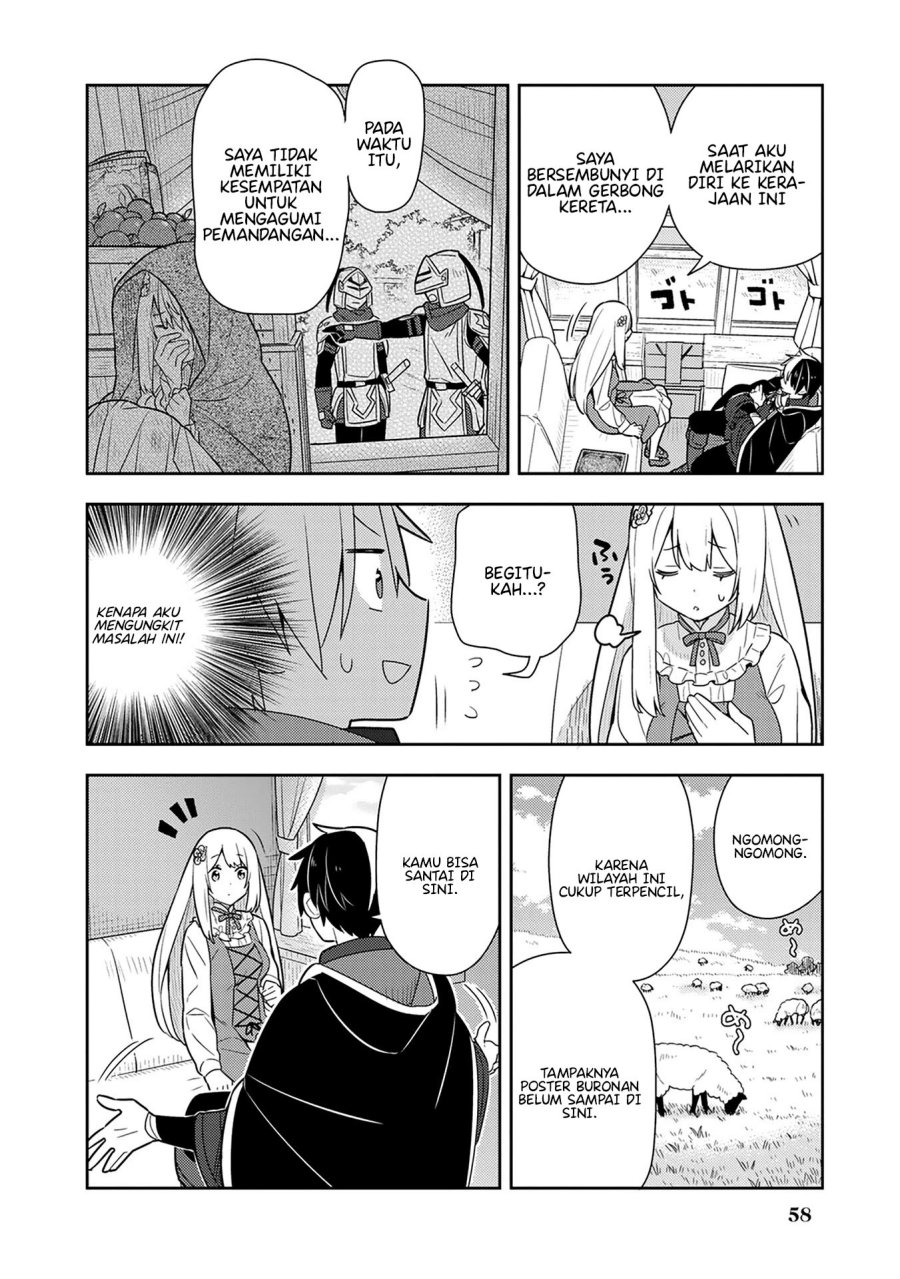 SAAT AKU
MELARIKAN
DIRI KE KERA-
JAAN INI
SAYA
BERSEMBUNYI DI
DALAM GERBONG
KERETA...
ゴト
ゴト
PADA
WAKTU
ITU,
SAYA TIDAK
MEMILIKI
KESEMPATAN
UNTUK
MENGAGUMI
PEMANDANGAN...
ふぅ
BEGITU-
KAH...?
KENAPA AKU
MENGUNGKIT
MASALAH INI!
NGOMONG-
NGOMONG.
KARENA
WILAYAH INI
CUKUP TERPENCIL,
め~
め~
TAMPAKNYA
POSTER BURONAN
BELUM SAMPAI DI
SINI.
KAMU BISA
SANTAI DI
SINI.
58